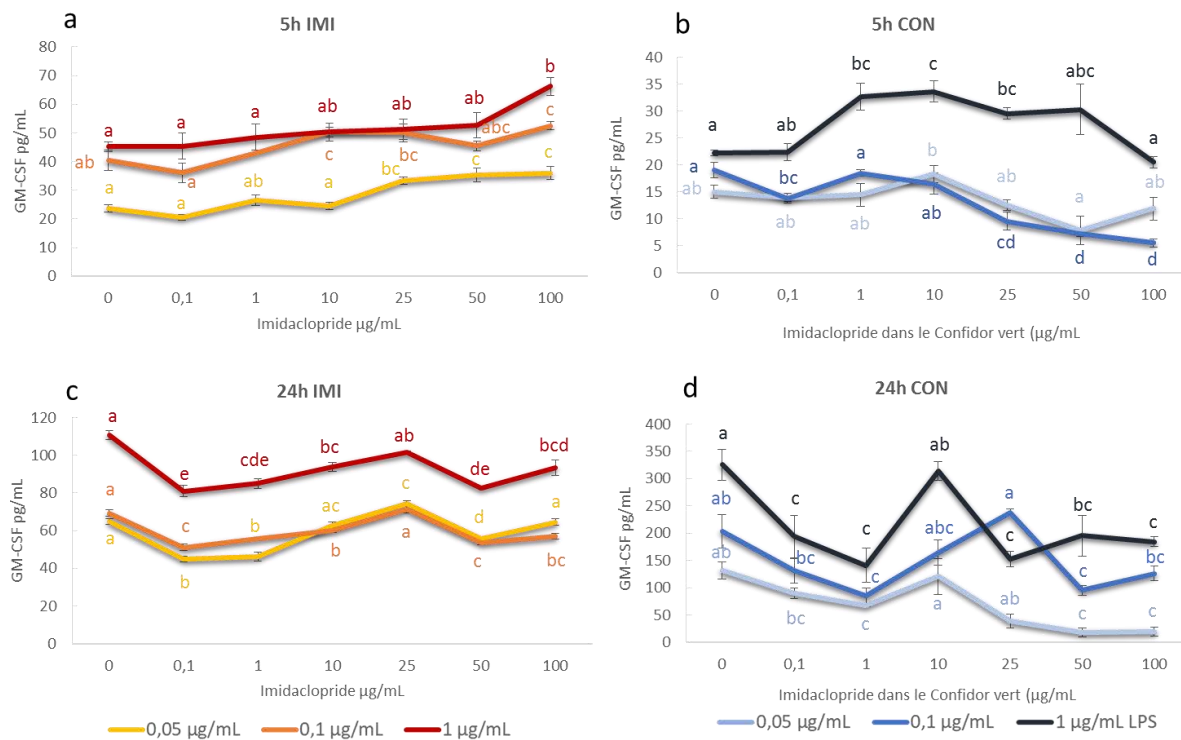 a
5h IMI
GM-CSF pg/mL
80
70
60
50
40
30
20
10
0
a a a ab ab ab b
ab a c bc abc c
a a ab a bc c c
0 0,1 1 10 25 50 100
Imidaclopride µg/mL
b
5h CON
GM-CSF pg/mL
40
35
30
25
20
15
10
5
0
a ab bc c bc abc a
a bc a ab cd d d
ab ab ab b ab a ab
0 0,1 1 10 25 50 100
Imidaclopride dans le Confidor vert (µg/mL
c
24h IMI
GM-CSF pg/mL
120
100
80
60
40
20
0
a e cde bc ab de bcd
a c b a c bc
a b b ac c d a
0 0,1 1 10 25 50 100
Imidaclopride µg/mL
d
24h CON
GM-CSF pg/mL
400
350
300
250
200
150
100
50
0
a c c ab c bc c
ab bc c abc a c bc
ab bc c a ab c c
0 0,1 1 10 25 50 100
Imidaclopride dans le Confidor vert (µg/mL
0,05 µg/mL 0,1 µg/mL 1 µg/mL
0,05 µg/mL 0,1 µg/mL 1 µg/mL LPS